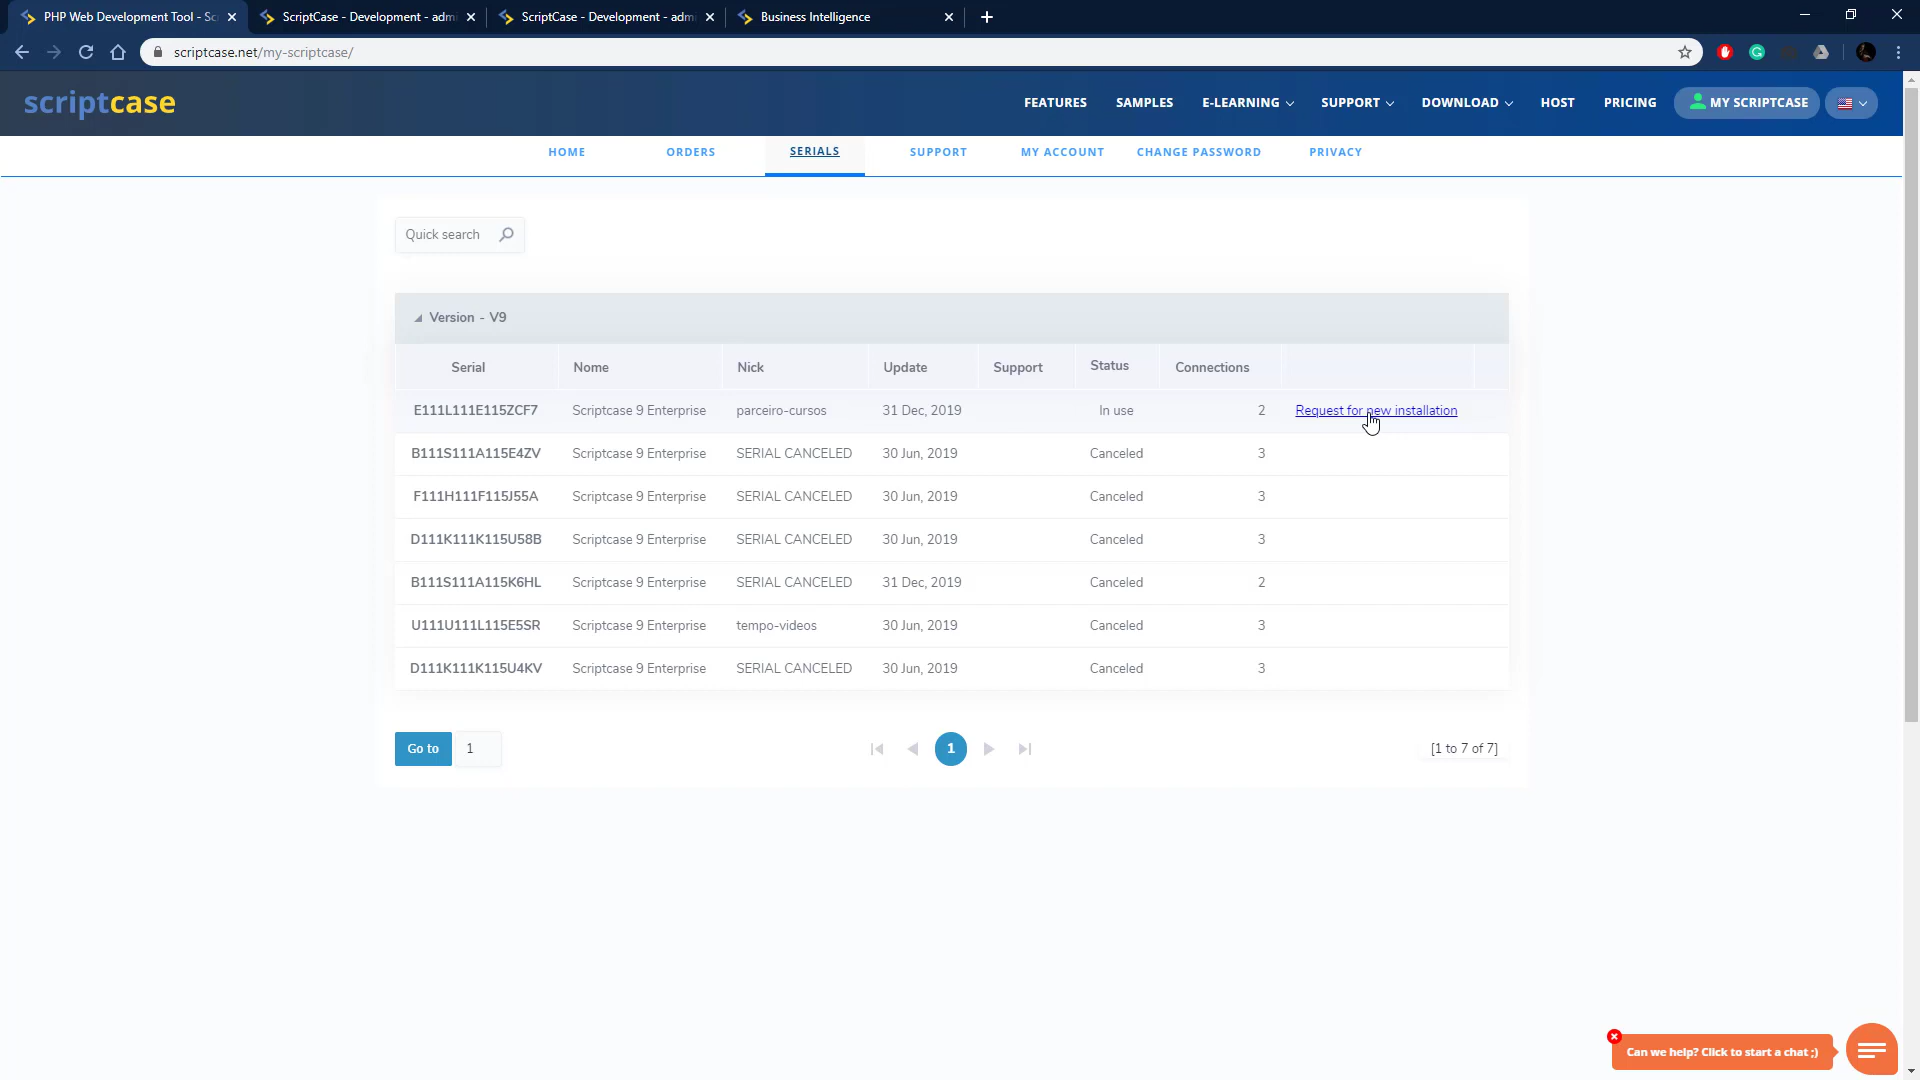 PHP Web Development Tool - Sc
ScriptCase - Development - admi
ScriptCase - Development - admi
Business Intelligence
scriptcase.net/my-scriptcase/
scriptcase
FEATURES
SAMPLES
E-LEARNING
SUPPORT
DOWNLOAD
HOST
PRICING
MY SCRIPTCASE
HOME
ORDERS
SERIALS
SUPPORT
MY ACCOUNT
CHANGE PASSWORD
PRIVACY
Quick search
Version - V9
Serial Nome Nick Update Support Status Connections
E111L111E115ZCF7 Scriptcase 9 Enterprise parceiro-cursos 31 Dec, 2019 In use 2 Request for new installation
B111S111A115E4ZV Scriptcase 9 Enterprise SERIAL CANCELED 30 Jun, 2019 Canceled 3
F111H111F115J55A Scriptcase 9 Enterprise SERIAL CANCELED 30 Jun, 2019 Canceled 3
D111K111K115U58B Scriptcase 9 Enterprise SERIAL CANCELED 30 Jun, 2019 Canceled 3
B111S111A115K6HL Scriptcase 9 Enterprise SERIAL CANCELED 31 Dec, 2019 Canceled 2
U111U111L115E5SR Scriptcase 9 Enterprise tempo-videos 30 Jun, 2019 Canceled 3
D111K111K115U4KV Scriptcase 9 Enterprise SERIAL CANCELED 30 Jun, 2019 Canceled 3
Go to 1
1
[1 to 7 of 7]
Can we help? Click to start a chat ;)